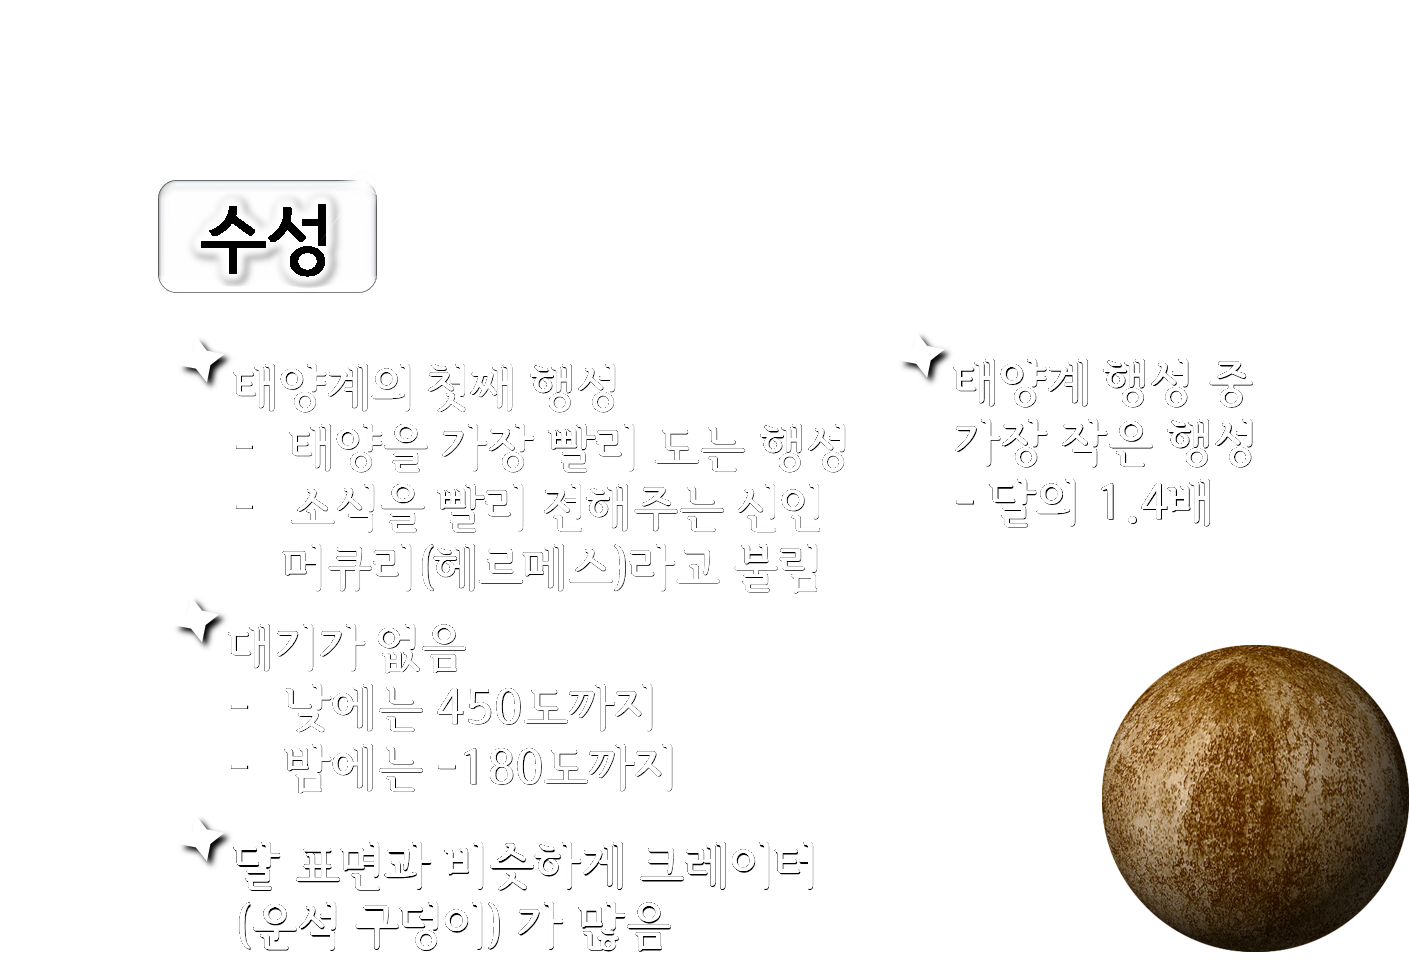 수성
태양계의 첫째 행성
- 태양을 가장 빨리 도는 행성
- 소식을 빨리 전해주는 신인
머큐리(헤르메스)라고 불림
대기가 없음
- 낮에는 450도까지
- 밤에는 -180도까지
달 표면과 비슷하게 크레이터
(운석 구덩이) 가 많음
태양계 행성 중
가장 작은 행성
- 달의 1.4배